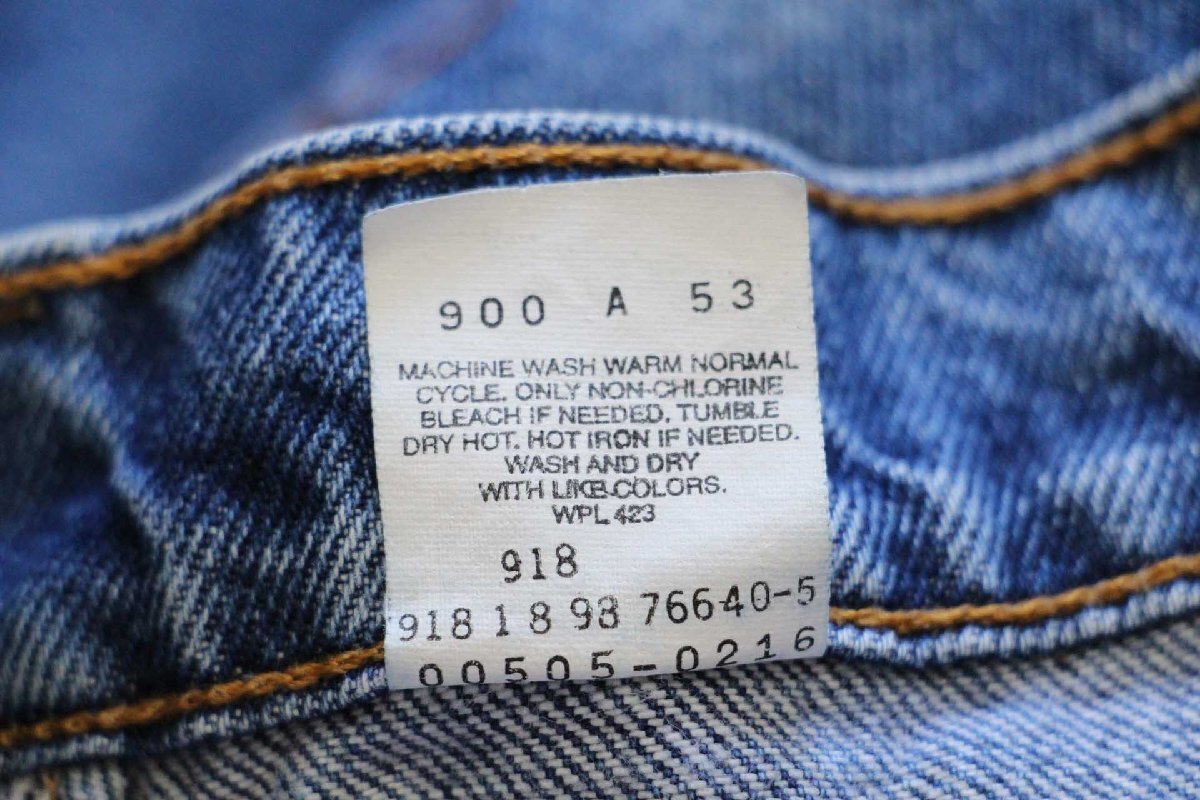 900 A 53
MACHINE WASH WARM NORMAL
CYCLE. ONLY NON-CHLORINE
BLEACH IF NEEDED. TUMBLE
DRY HOT. HOT IRON IF NEEDED.
WASH AND DRY
WITH LIKE COLORS.
WPL 423
918
918 1 8 98 76640-5
00505-0216